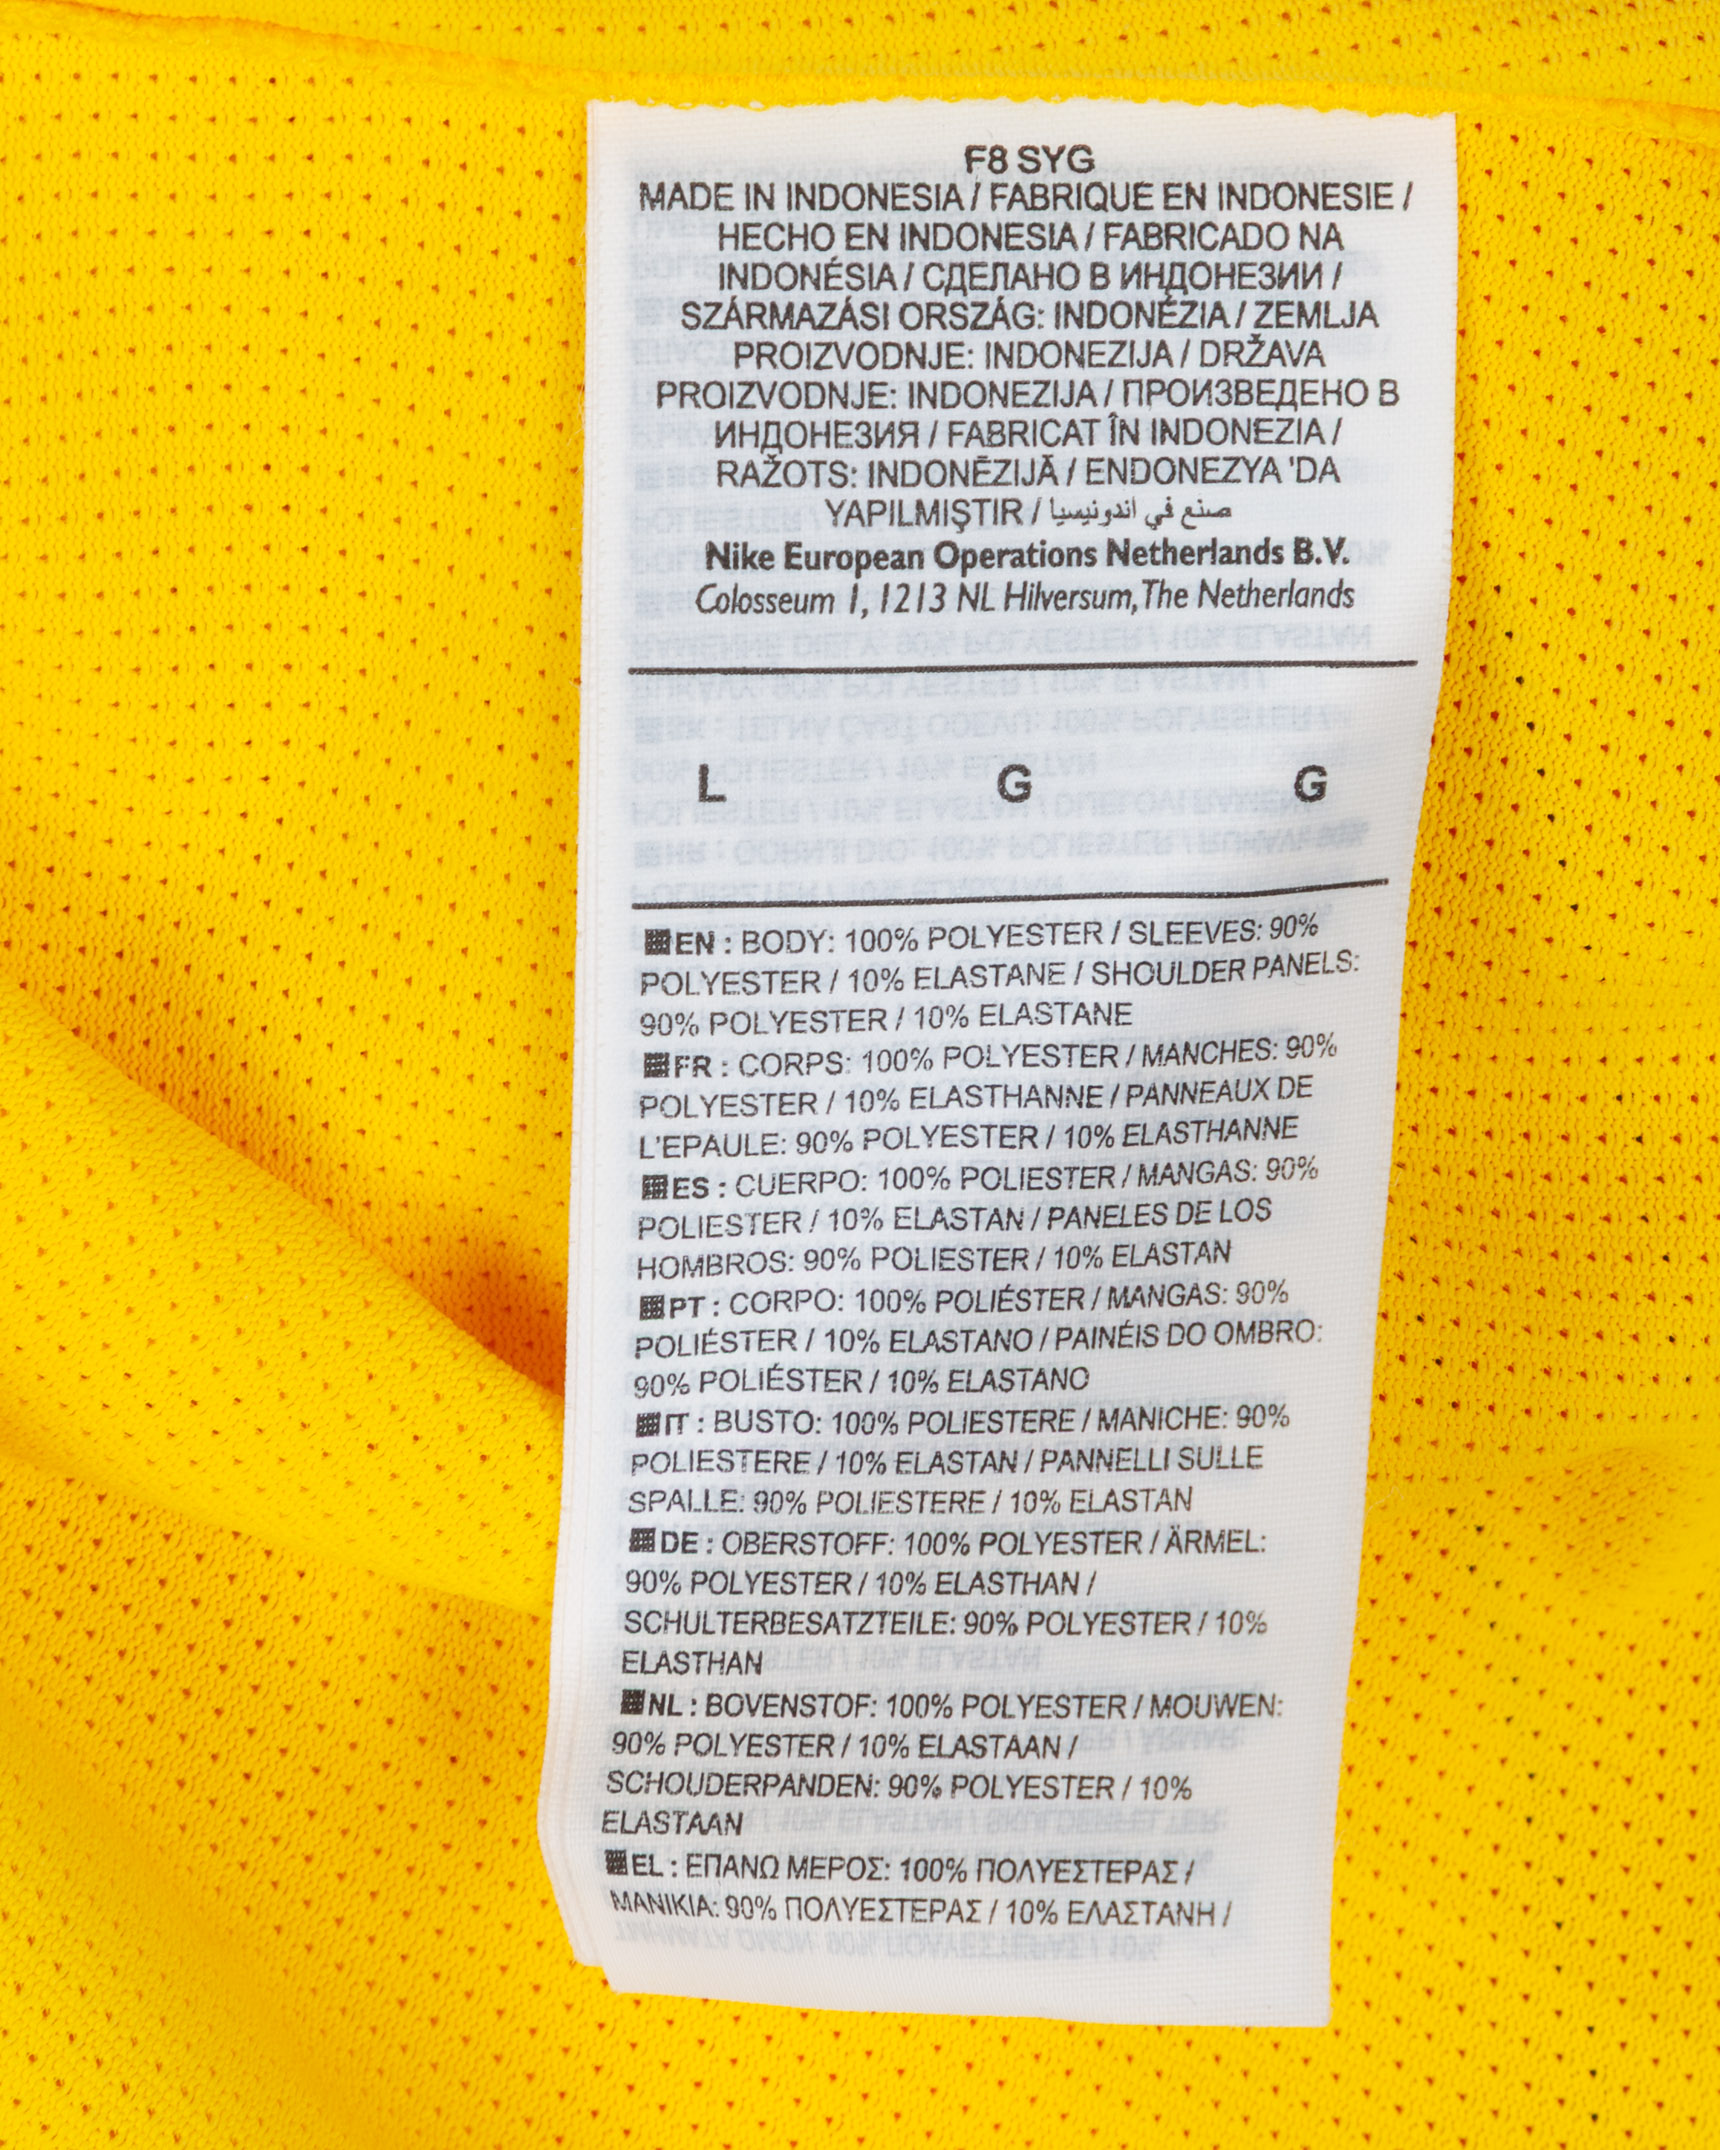 F8 SYG
MADE IN INDONESIA / FABRIQUE EN INDONESIE /
HECHO EN INDONESIA / FABRICADO NA
INDONÉSIA / СДЕЛАНО В ИНДОНЕЗИИ /
SZÁRMAZÁSI ORSZÁG: INDONÉZIA / ZEMLJA
PROIZVODNJE: INDONEZIJA / DRŽAVA
PROIZVODNJE: INDONEZIJA / ПРОИЗВЕДЕНО В
ИНДОНЕЗИЯ / FABRICAT ÎN INDONEZIA /
RAŽOTS: INDONĒZIJĀ / ENDONEZYA 'DA
YAPILMIŞTIR / صنع في اندونيسيا
Nike European Operations Netherlands B.V.
Colosseum 1, 1213 NL Hilversum, The Netherlands
L G G
EN : BODY: 100% POLYESTER / SLEEVES: 90%
POLYESTER / 10% ELASTANE / SHOULDER PANELS:
90% POLYESTER / 10% ELASTANE
FR : CORPS: 100% POLYESTER / MANCHES: 90%
POLYESTER / 10% ELASTHANNE / PANNEAUX DE
L'EPAULE: 90% POLYESTER / 10% ELASTHANNE
ES : CUERPO: 100% POLIESTER / MANGAS: 90%
POLIESTER / 10% ELASTAN / PANELES DE LOS
HOMBROS: 90% POLIESTER / 10% ELASTAN
PT : CORPO: 100% POLIÉSTER / MANGAS: 90%
POLIÉSTER / 10% ELASTANO / PAINÉIS DO OMBRO:
90% POLIÉSTER / 10% ELASTANO
IT : BUSTO: 100% POLIESTERE / MANICHE: 90%
POLIESTERE / 10% ELASTAN / PANNELLI SULLE
SPALLE: 90% POLIESTERE / 10% ELASTAN
DE : OBERSTOFF: 100% POLYESTER / ÄRMEL:
90% POLYESTER / 10% ELASTHAN /
SCHULTERBESATZTEILE: 90% POLYESTER / 10%
ELASTHAN
NL : BOVENSTOF: 100% POLYESTER / MOUWEN:
90% POLYESTER / 10% ELASTAAN /
SCHOUDERPANDEN: 90% POLYESTER / 10%
ELASTAAN
EL : ΕΠΑΝΩ ΜΕΡΟΣ: 100% ΠΟΛΥΕΣΤΕΡΑΣ /
ΜΑΝΙΚΙΑ: 90% ΠΟΛΥΕΣΤΕΡΑΣ / 10% ΕΛΑΣΤΑΝΗ /